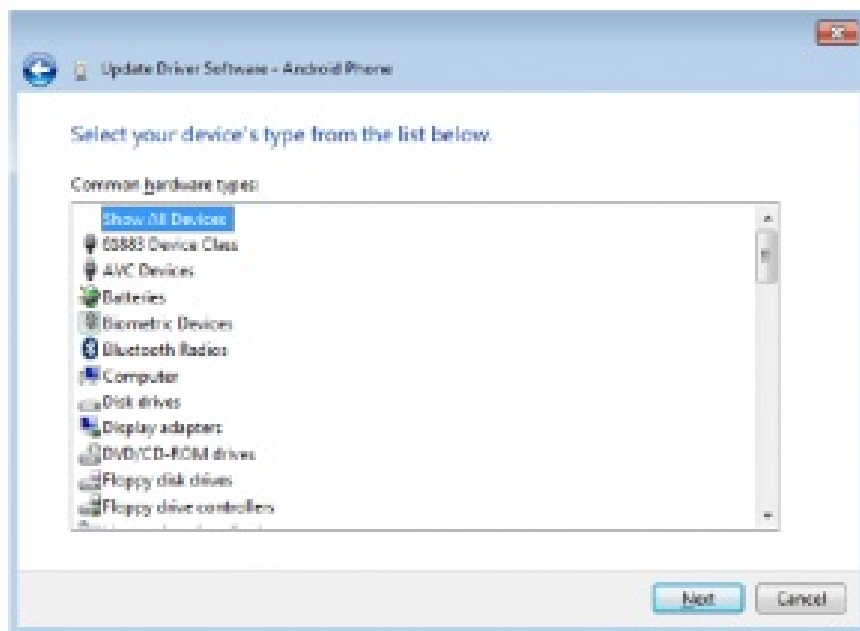 Update Driver Software - Android Phone
Select your device's type from the list below.
Common hardware types:
Show All Devices
61883 Device Class
AVC Devices
Batteries
Biometric Devices
Bluetooth Radios
Computer
Disk drives
Display adapters
DVD/CD-ROM drives
Floppy disk drives
Floppy drive controllers
Next
Cancel